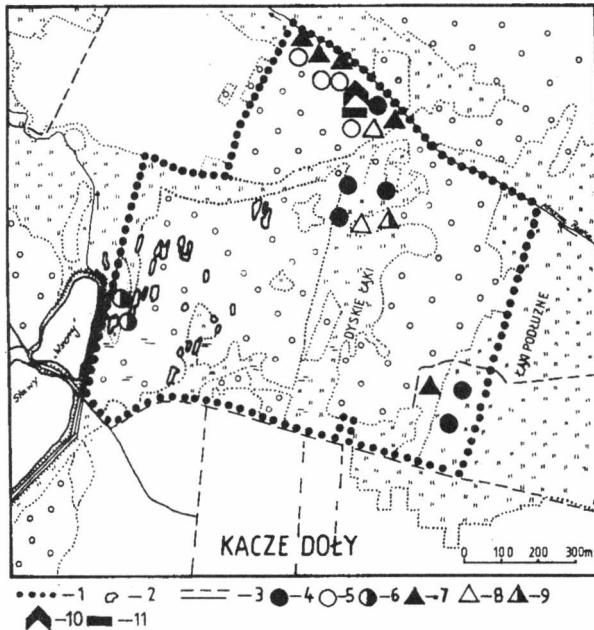 DYSKIE ŁĄKI
ŁĄKI PODŁUŻNE
Stawy
KACZE DOŁY
0 100 200 300m
—1 —2 —3 —4 —5 —6 —7 —8 —9
—10 —11